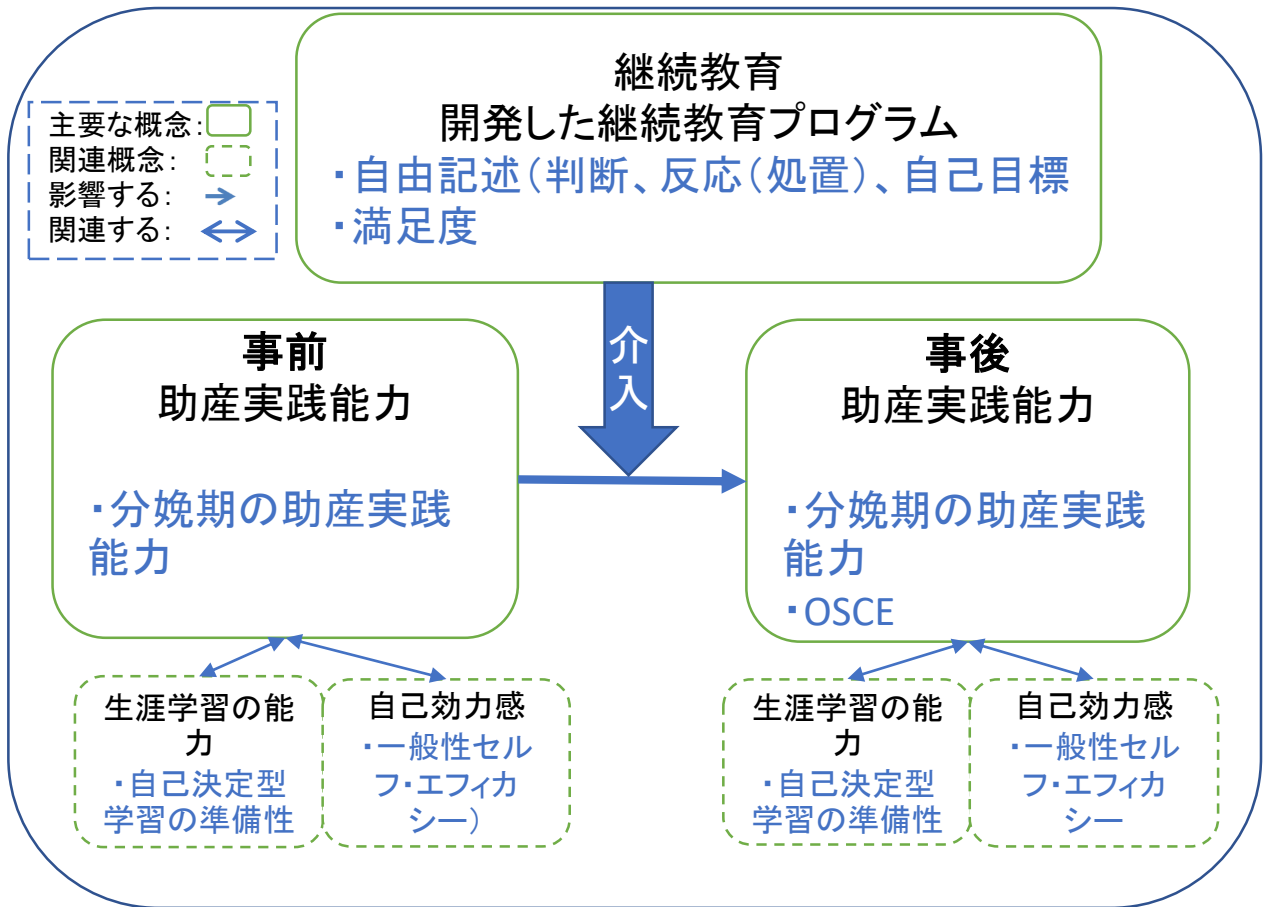 継続教育
開発した継続教育プログラム
・自由記述(判断、反応(処置)、自己目標
・満足度
主要な概念:
関連概念:
影響する:
関連する:
介
入
事前
助産実践能力
・分娩期の助産実践
能力
事後
助産実践能力
・分娩期の助産実践
能力
・OSCE
生涯学習の能
力
・自己決定型
学習の準備性
自己効力感
・一般性セル
フ・エフィカ
シー)
生涯学習の能
力
・自己決定型
学習の準備性
自己効力感
・一般性セル
フ・エフィカ
シー